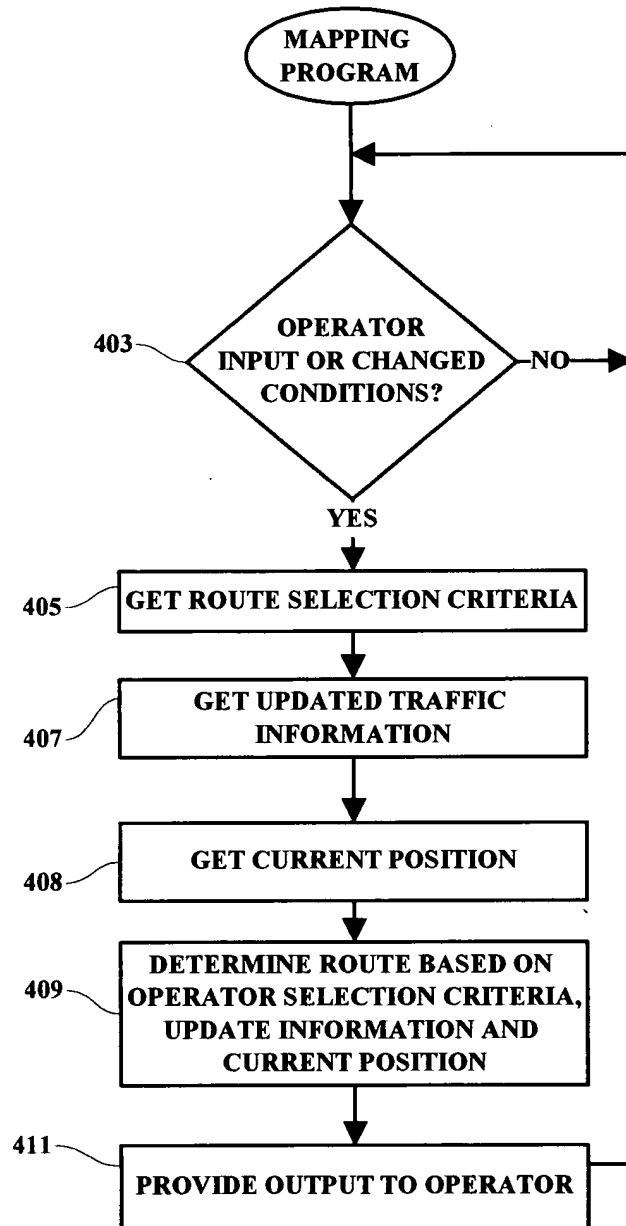 MAPPING
PROGRAM
403
OPERATOR
INPUT OR CHANGED
CONDITIONS?
NO
YES
405
GET ROUTE SELECTION CRITERIA
407
GET UPDATED TRAFFIC
INFORMATION
408
GET CURRENT POSITION
409
DETERMINE ROUTE BASED ON
OPERATOR SELECTION CRITERIA,
UPDATE INFORMATION AND
CURRENT POSITION
411
PROVIDE OUTPUT TO OPERATOR